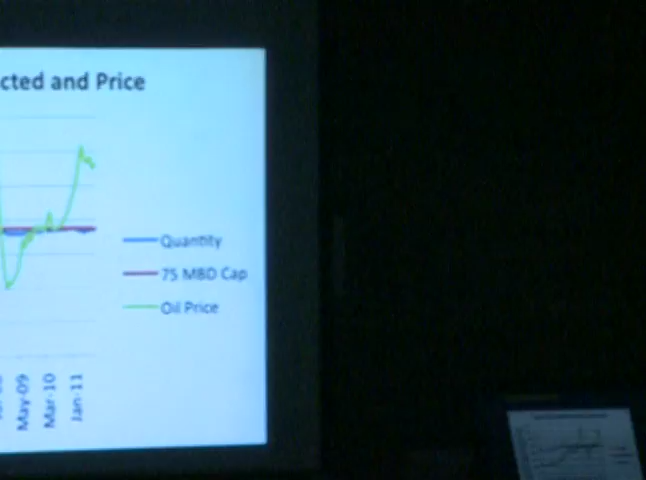 cted and Price
Quantity
75 MBD Cap
Oil Price
May-09
Mar-10
Jan-11